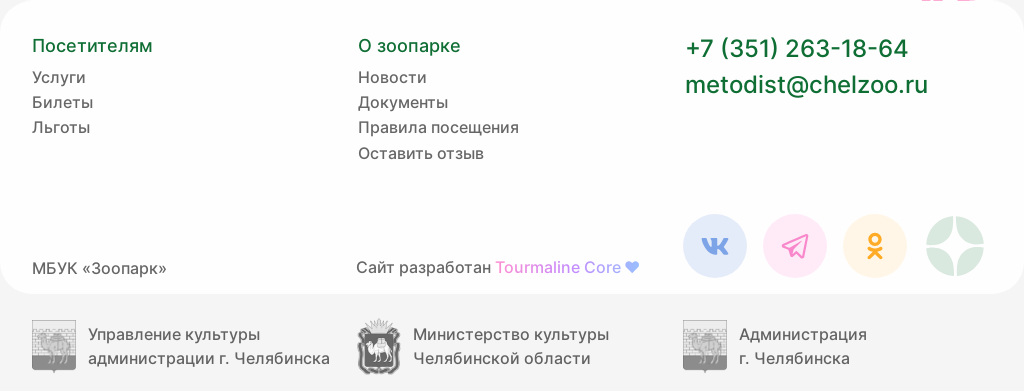 Посетителям
Услуги
Билеты
Льготы
О зоопарке
Новости
Документы
Правила посещения
Оставить отзыв
+7 (351) 263-18-64
metodist@chelzoo.ru
МБУК «Зоопарк»
Сайт разработан Tourmaline Core
Управление культуры
администрации г. Челябинска
Министерство культуры
Челябинской области
Администрация
г. Челябинска